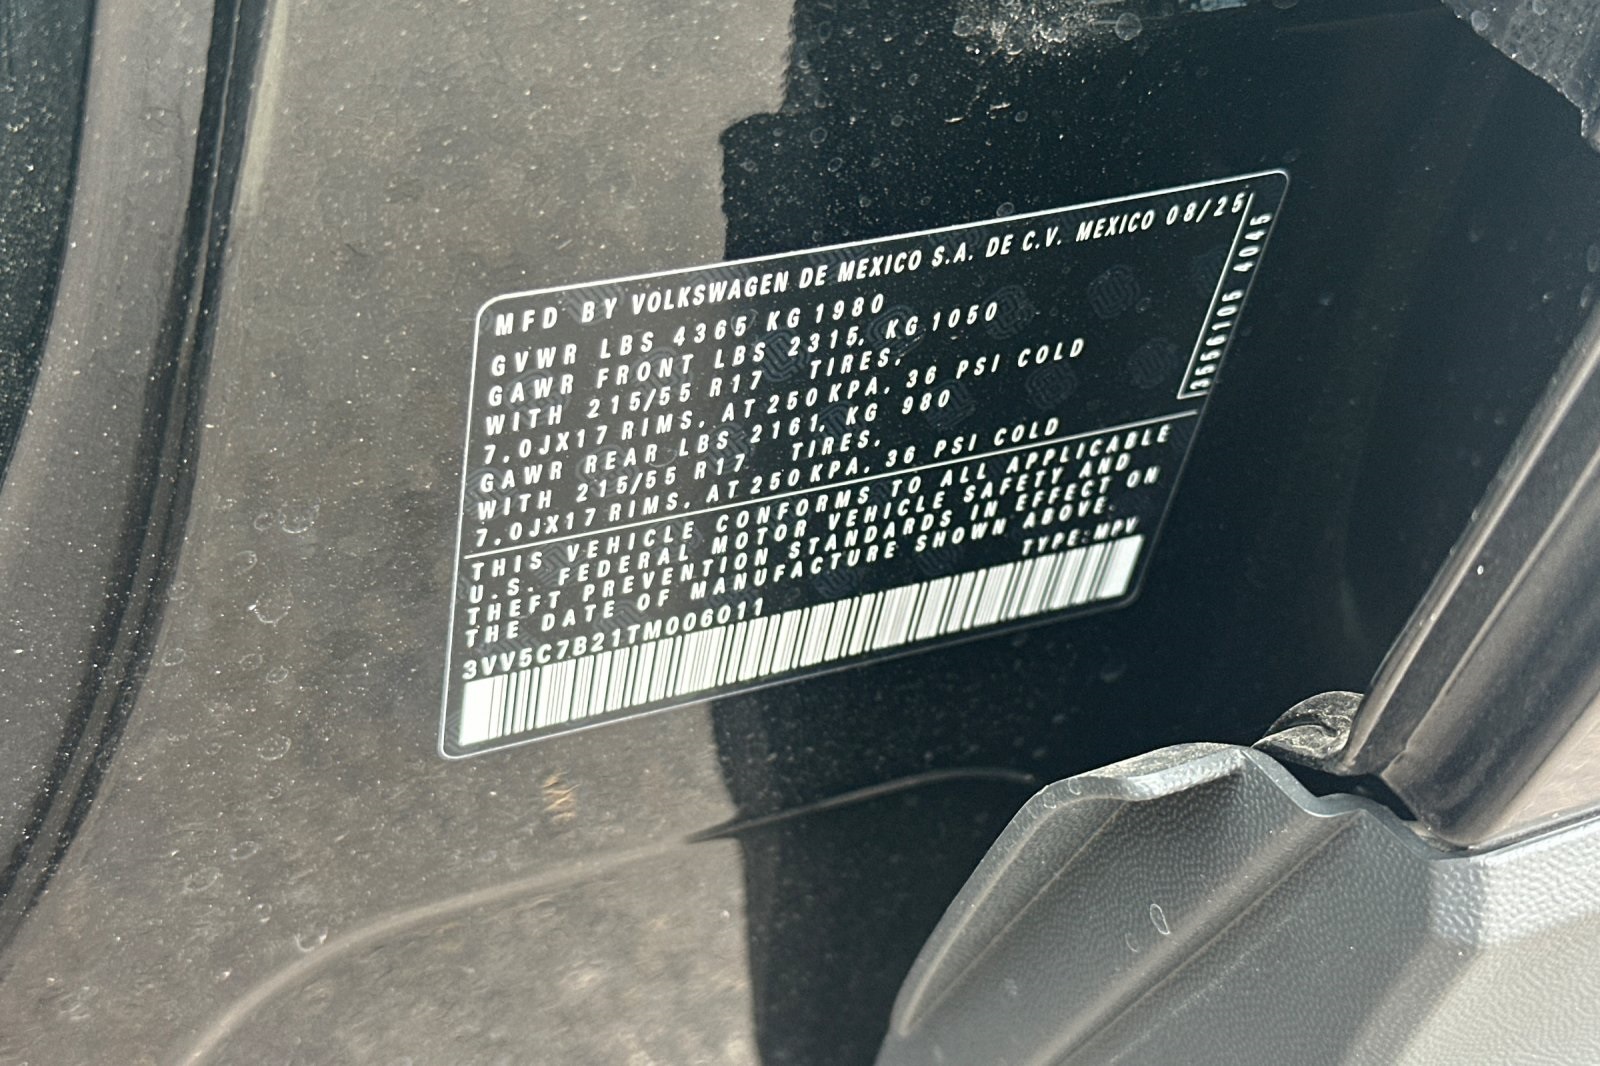 MFD BY VOLKSWAGEN DE MEXICO S.A. DE C.V. MEXICO 08/25
GVWR LBS 4365 KG 1980
GAWR FRONT LBS 2315, KG 1050
WITH 215/55 R17 TIRES,
7.0JX17 RIMS, AT 250 KPA, 36 PSI COLD
GAWR REAR LBS 2161, KG 980
WITH 215/55 R17 TIRES,
7.0JX17 RIMS, AT 250 KPA, 36 PSI COLD
THIS VEHICLE CONFORMS TO ALL APPLICABLE
U.S. FEDERAL MOTOR VEHICLE SAFETY AND
THEFT PREVENTION STANDARDS IN EFFECT ON
THE DATE OF MANUFACTURE SHOWN ABOVE.
TYPE:MPV
3VV5C7B21TM006011
3556105 4045